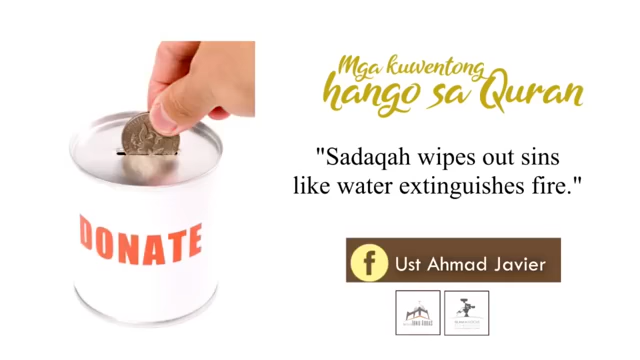 Mga kuwentong
hango sa Quran
"Sadaqah wipes out sins
like water extinguishes fire."
DONATE
f Ust Ahmad Javier